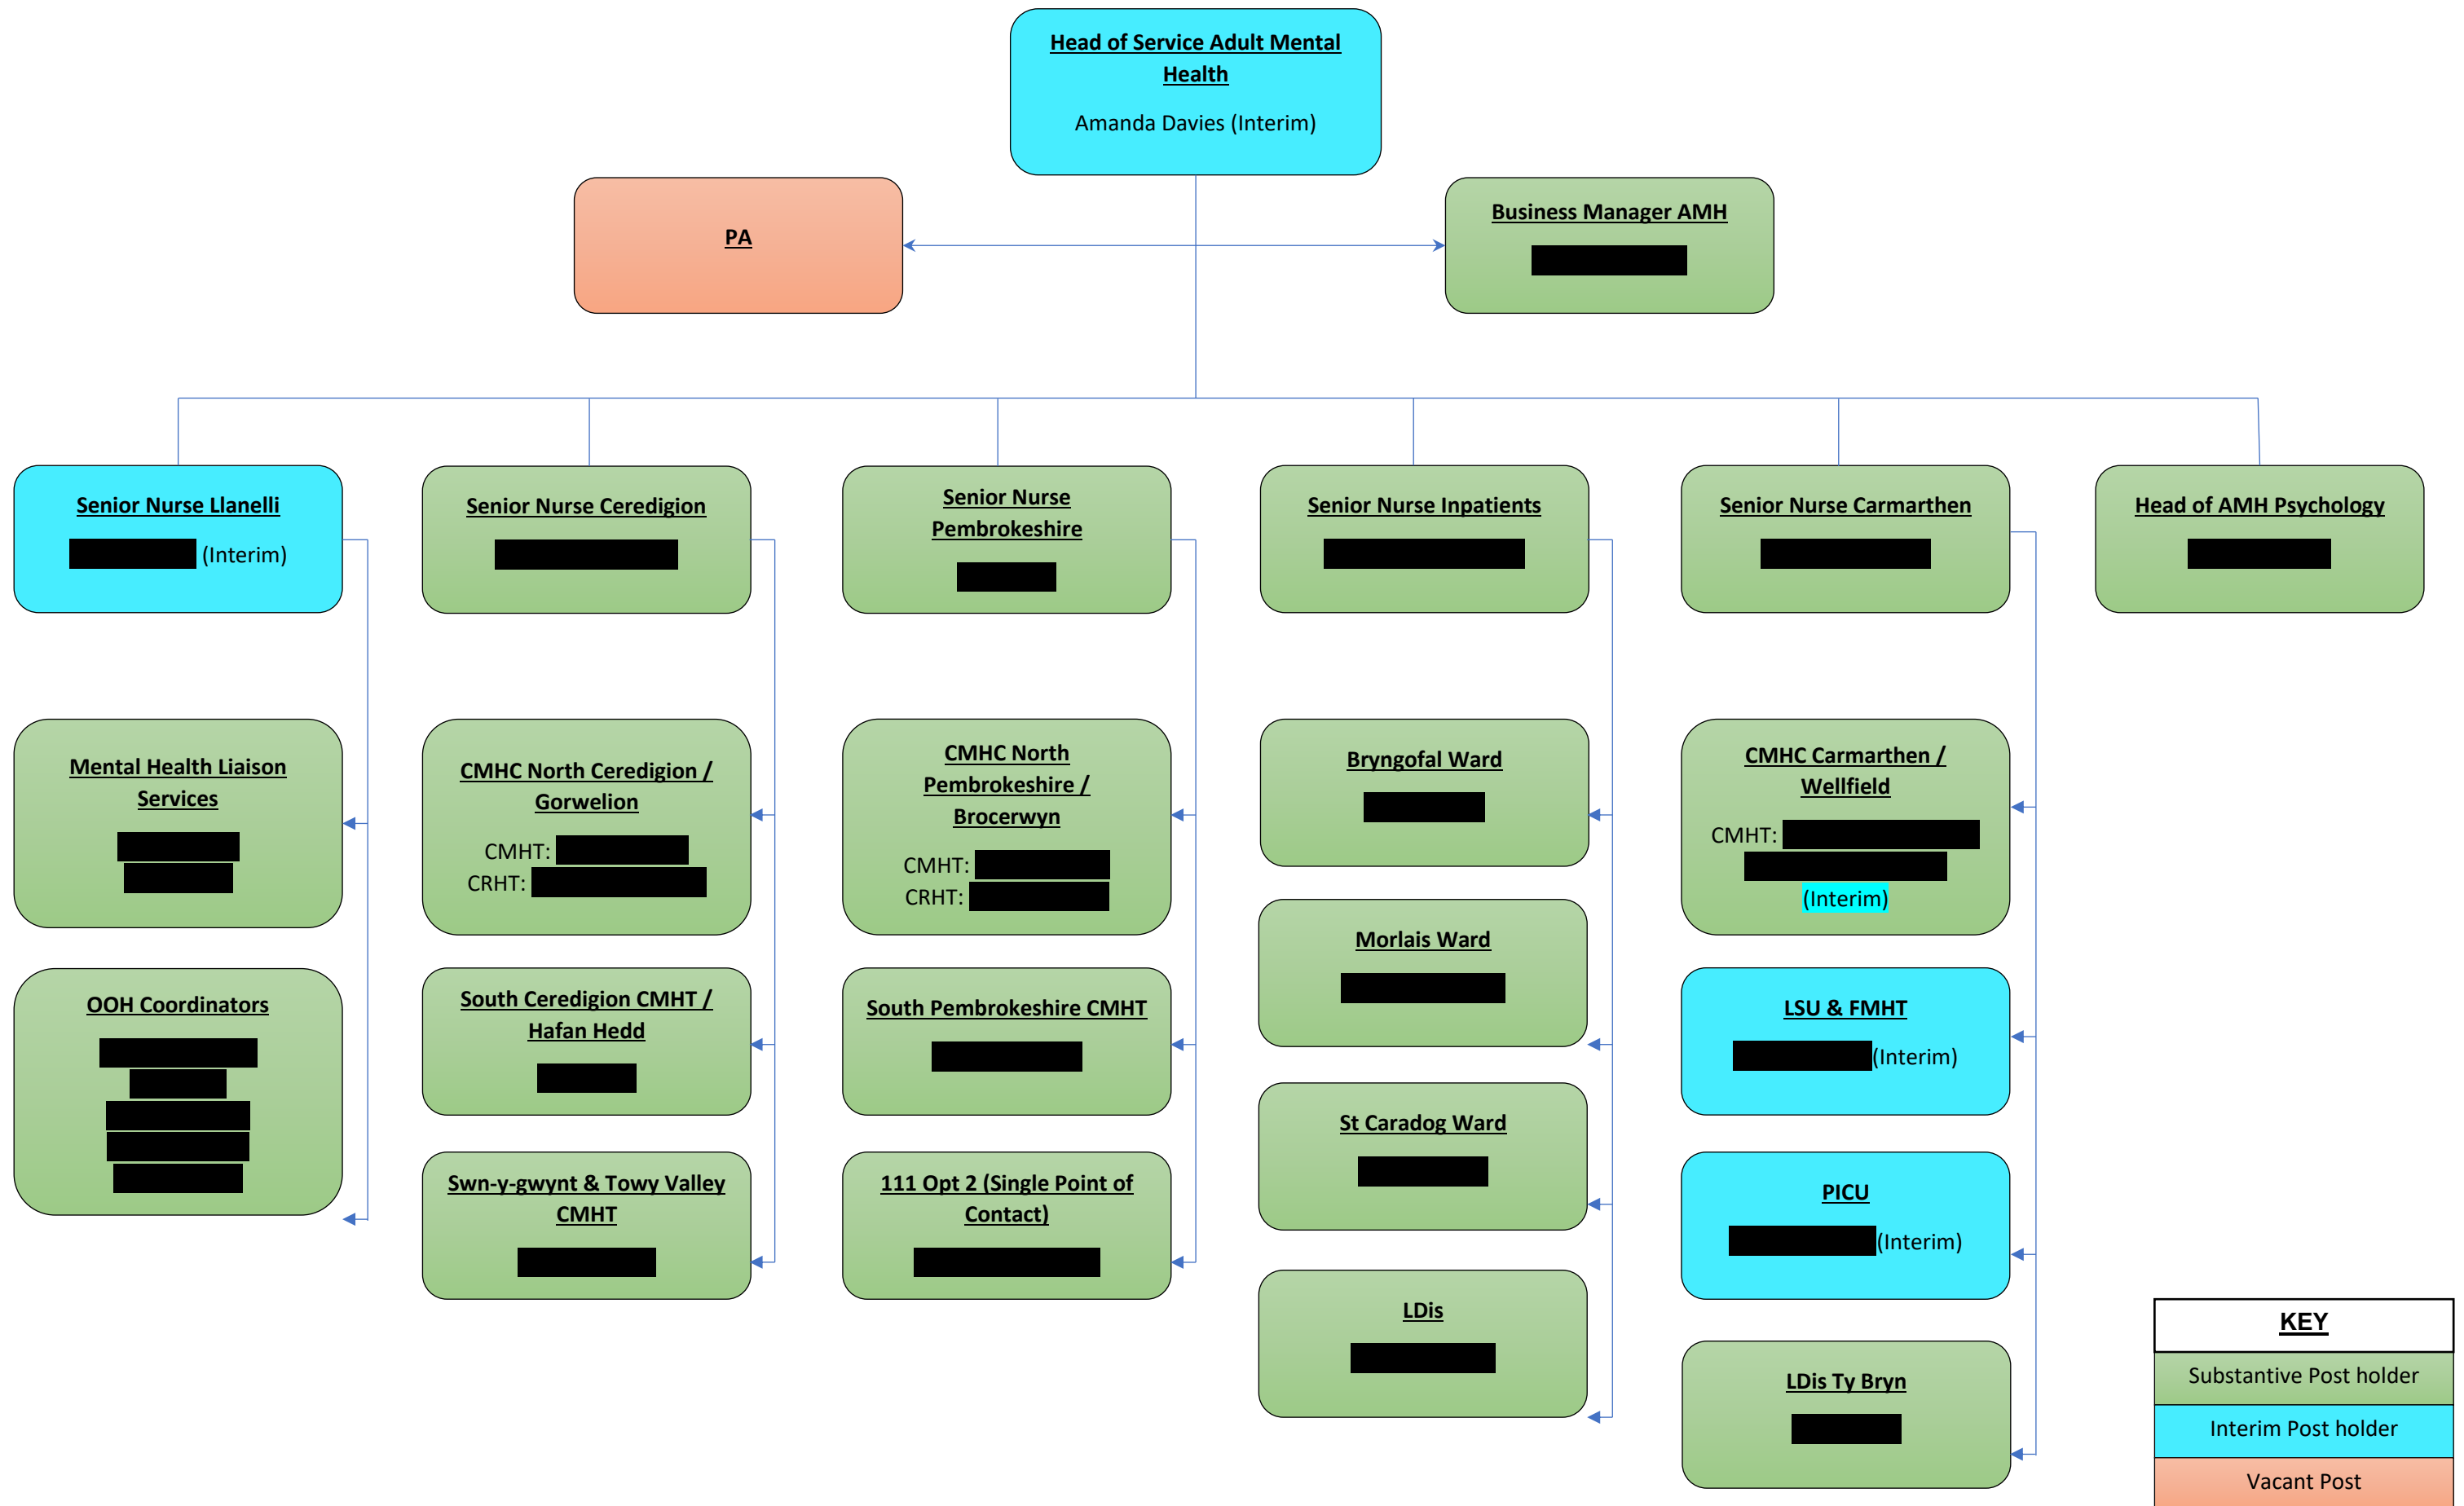 Head of Service Adult Mental
Health
Amanda Davies (Interim)
PA
Business Manager AMH
Senior Nurse Llanelli
(Interim)
Senior Nurse Ceredigion
Senior Nurse
Pembrokeshire
Senior Nurse Inpatients
Senior Nurse Carmarthen
Head of AMH Psychology
Mental Health Liaison
Services
CMHC North Ceredigion /
Gorwelion
CMHT:
CRHT:
CMHC North
Pembrokeshire /
Brocerwyn
CMHT:
CRHT:
Bryngofal Ward
CMHC Carmarthen /
Wellfield
CMHT:
(Interim)
Morlais Ward
OOH Coordinators
South Ceredigion CMHT /
Hafan Hedd
South Pembrokeshire CMHT
LSU & FMHT
(Interim)
St Caradog Ward
Swn-y-gwynt & Towy Valley
CMHT
111 Opt 2 (Single Point of
Contact)
PICU
(Interim)
LDis
LDis Ty Bryn
KEY
Substantive Post holder
Interim Post holder
Vacant Post